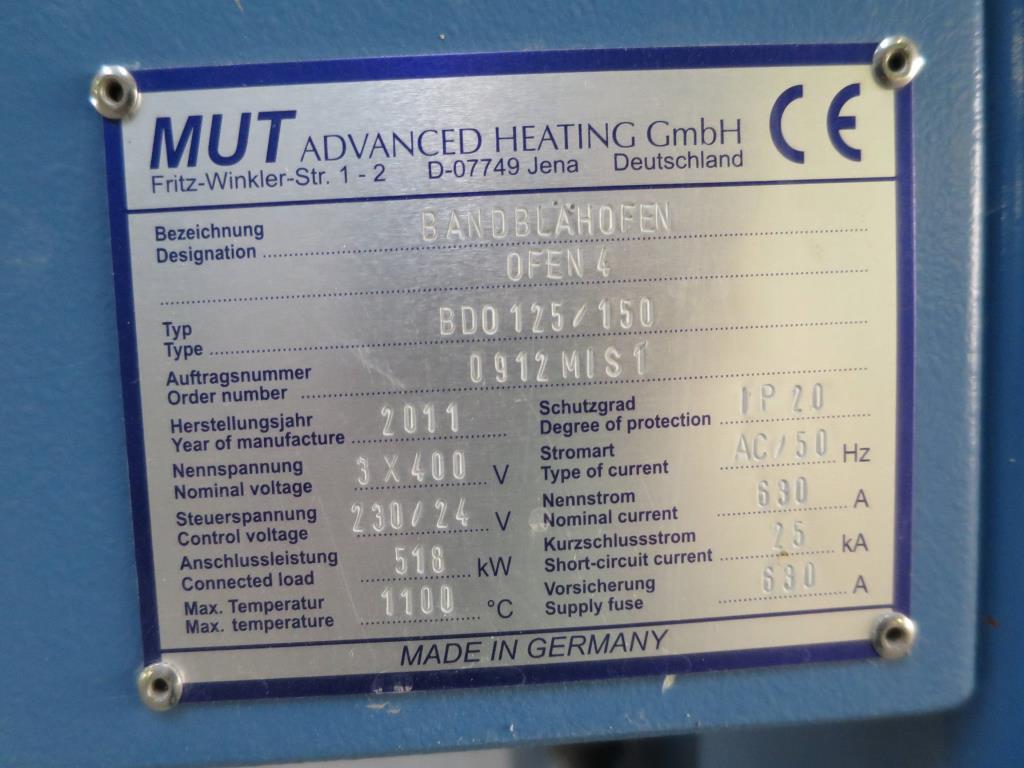 MUT ADVANCED HEATING GmbH CE
Fritz-Winkler-Str. 1 - 2 D-07749 Jena Deutschland
Bezeichnung
Designation BANDBLÄHOFEN
OFEN 4
Typ
Type BDO 125/150
Auftragsnummer
Order number 0912 MIS 1
Herstellungsjahr
Year of manufacture 2011
Schutzgrad
Degree of protection IP 20
Nennspannung
Nominal voltage 3 X 400 V
Stromart
Type of current AC/50 Hz
Steuerspannung
Control voltage 230/24 V
Nennstrom
Nominal current 630 A
Anschlussleistung
Connected load 518 kW
Kurzschlussstrom
Short-circuit current 25 kA
Max. Temperatur
Max. temperature 1100 °C
Vorsicherung
Supply fuse 630 A
MADE IN GERMANY